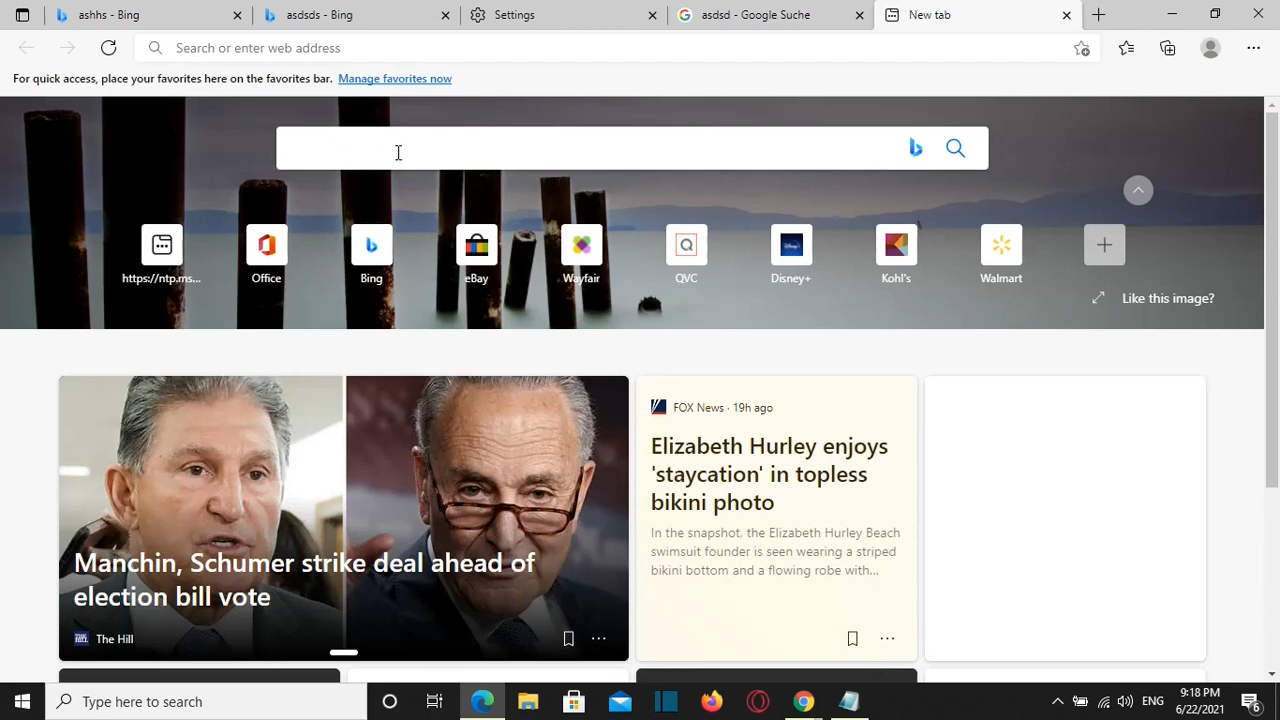 ashhs - Bing
asdsds - Bing
Settings
asdsd - Google Suche
New tab
Search or enter web address
For quick access, place your favorites here on the favorites bar. Manage favorites now
https://ntp.ms...
Office
Bing
eBay
Wayfair
QVC
Disney+
Kohl's
Walmart
Like this image?
Manchin, Schumer strike deal ahead of
election bill vote
The Hill
FOX News · 19h ago
Elizabeth Hurley enjoys
'staycation' in topless
bikini photo
In the snapshot, the Elizabeth Hurley Beach
swimsuit founder is seen wearing a striped
bikini bottom and a flowing robe with...
Type here to search
ENG
9:18 PM
6/22/2021
6